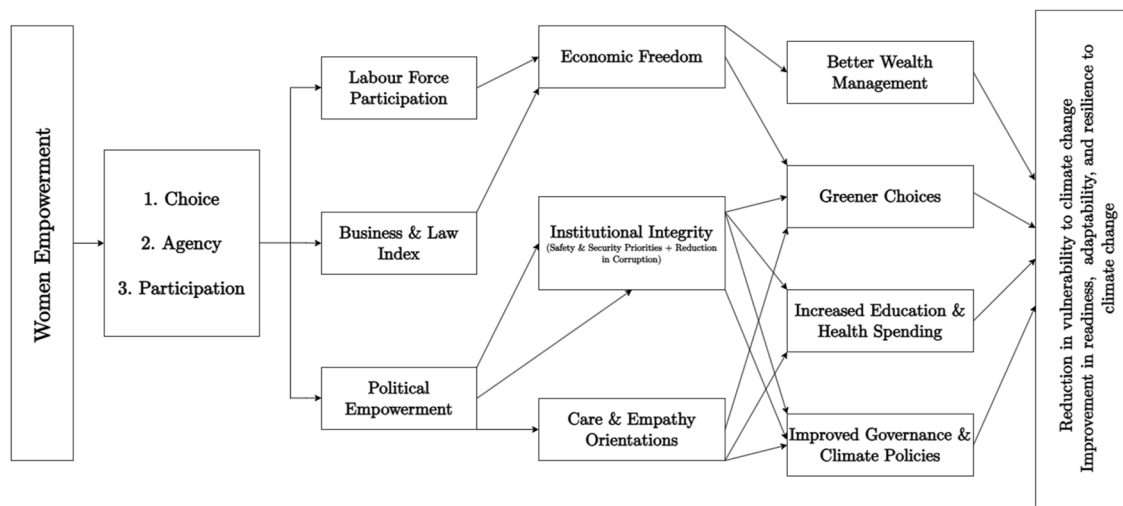 Women Empowerment
1. Choice
2. Agency
3. Participation
Labour Force
Participation
Business & Law
Index
Political
Empowerment
Economic Freedom
Institutional Integrity
(Safety & Security Priorities + Reduction
in Corruption)
Care & Empathy
Orientations
Better Wealth
Management
Greener Choices
Increased Education &
Health Spending
Improved Governance &
Climate Policies
Reduction in vulnerability to climate change
Improvement in readiness, adaptability, and resilience to
climate change